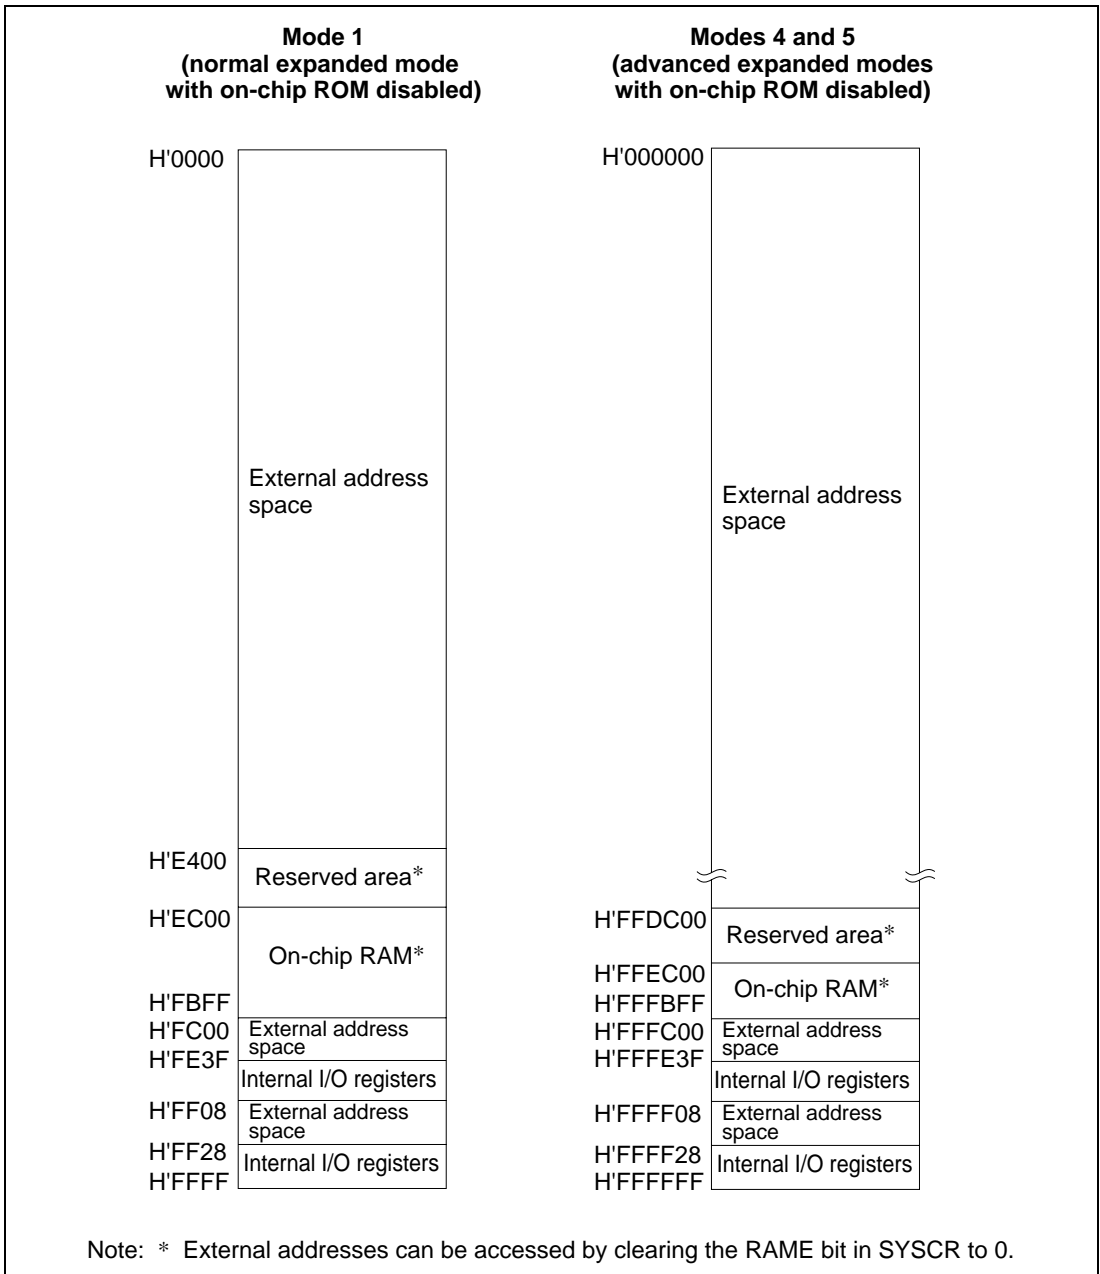 Mode 1
(normal expanded mode
with on-chip ROM disabled)
H'0000
External address
space
H'E400
Reserved area*
H'EC00
On-chip RAM*
H'FBFF
H'FC00
External address
space
H'FE3F
Internal I/O registers
H'FF08
External address
space
H'FF28
Internal I/O registers
H'FFFF
Modes 4 and 5
(advanced expanded modes
with on-chip ROM disabled)
H'000000
External address
space
H'FFDC00
Reserved area*
H'FFEC00
On-chip RAM*
H'FFFBFF
H'FFFC00
External address
space
H'FFFE3F
Internal I/O registers
H'FFFF08
External address
space
H'FFFF28
Internal I/O registers
H'FFFFFF
Note: * External addresses can be accessed by clearing the RAME bit in SYSCR to 0.